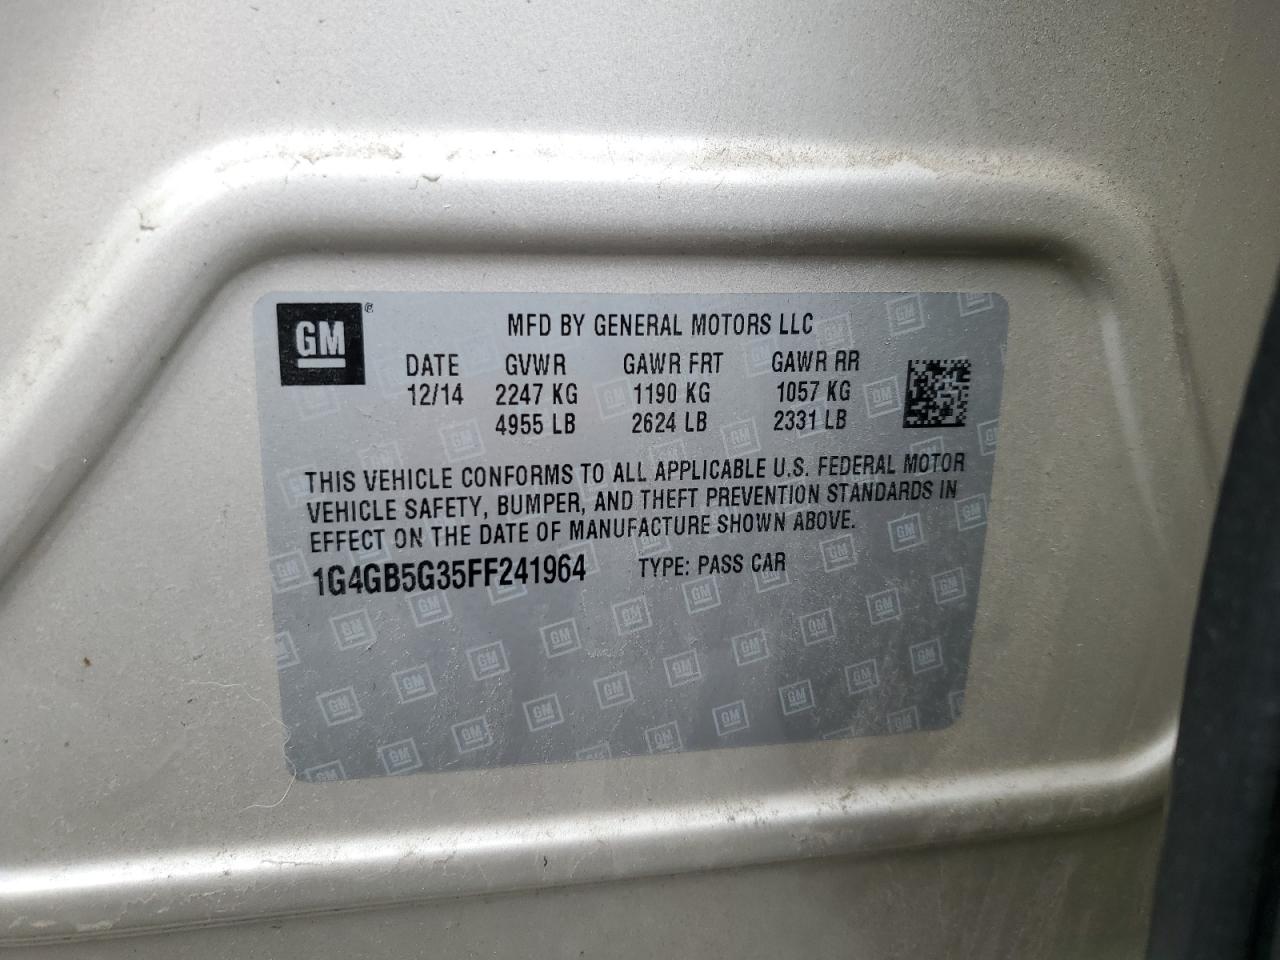 GM ®
MFD BY GENERAL MOTORS LLC
DATE GVWR GAWR FRT GAWR RR
12/14 2247 KG 1190 KG 1057 KG
4955 LB 2624 LB 2331 LB
THIS VEHICLE CONFORMS TO ALL APPLICABLE U.S. FEDERAL MOTOR
VEHICLE SAFETY, BUMPER, AND THEFT PREVENTION STANDARDS IN
EFFECT ON THE DATE OF MANUFACTURE SHOWN ABOVE.
1G4GB5G35FF241964 TYPE: PASS CAR